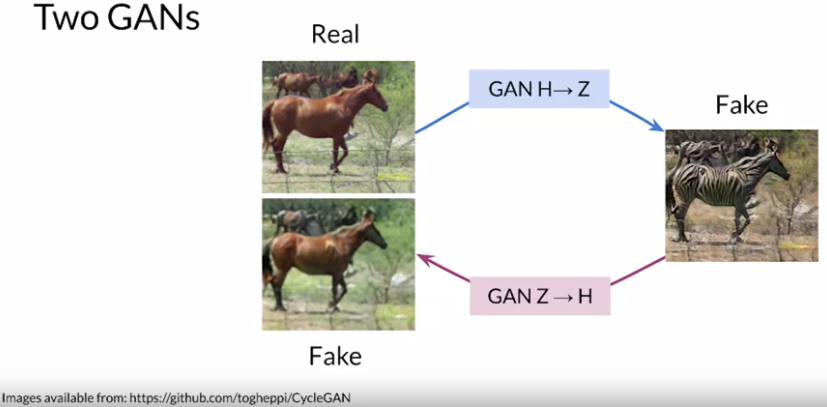 Two GANs
Real
GAN H→ Z
Fake
GAN Z → H
Fake
Images available from: https://github.com/togheppi/CycleGAN